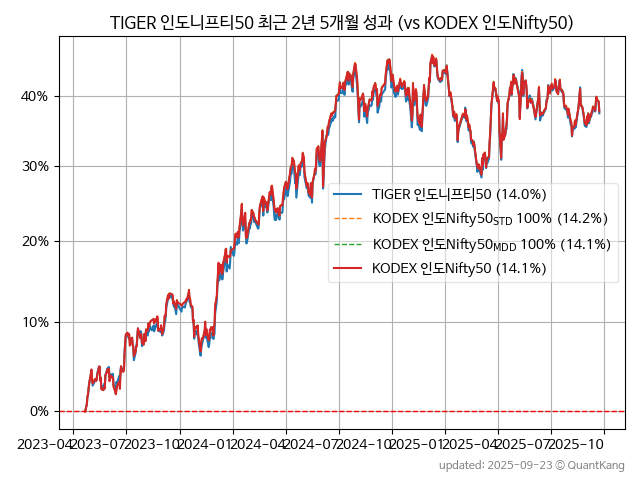 TIGER 인도니프티50 최근 2년 5개월 성과 (vs KODEX 인도Nifty50)
40%
30%
20%
10%
0%
TIGER 인도니프티50 (14.0%)
KODEX 인도Nifty50STD 100% (14.2%)
KODEX 인도Nifty50MDD 100% (14.1%)
KODEX 인도Nifty50 (14.1%)
2023-04 2023-07 2023-10 2024-01 2024-04 2024-07 2024-10 2025-01 2025-04 2025-07 2025-10
updated: 2025-09-23 © QuantKang